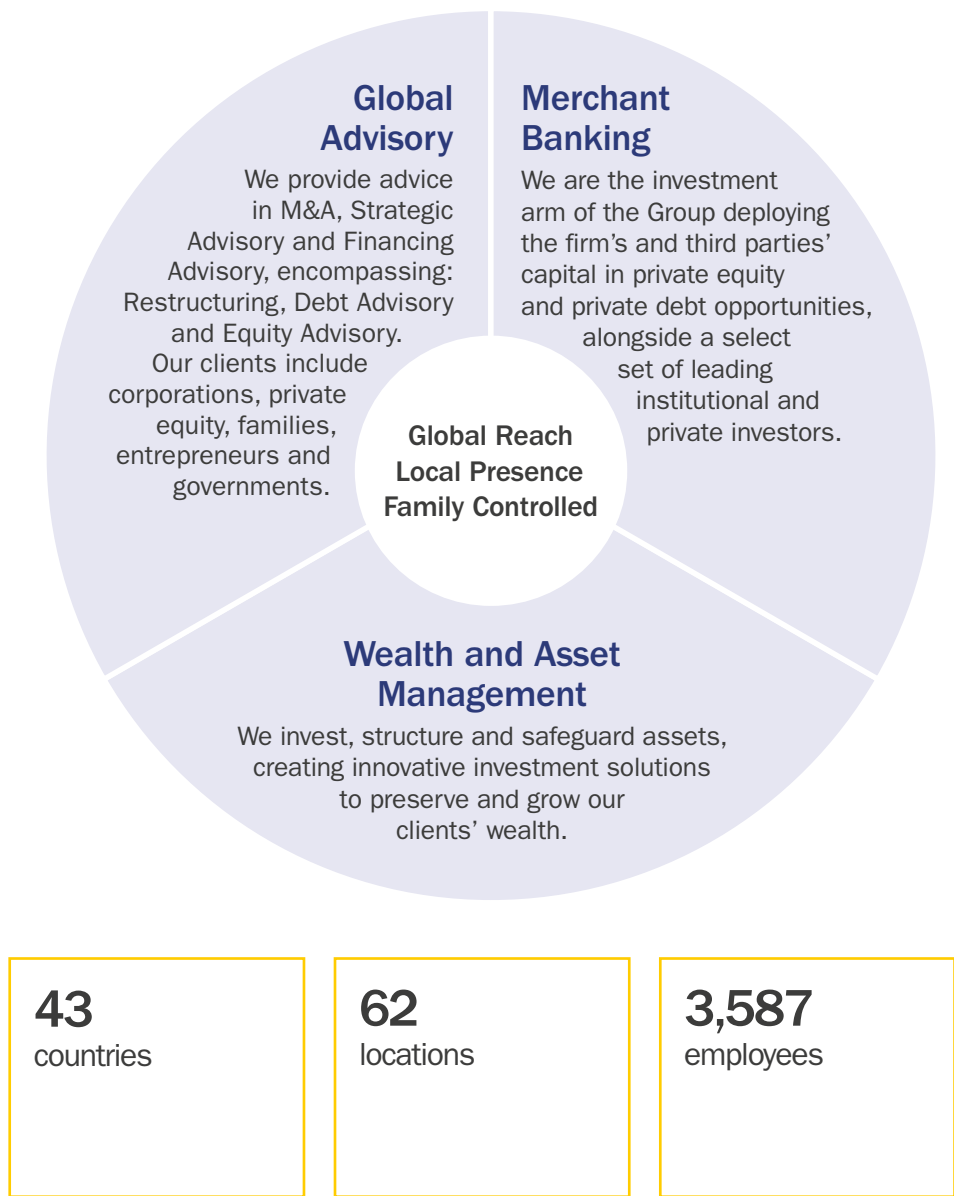 Global
Advisory
We provide advice
in M&A, Strategic
Advisory and Financing
Advisory, encompassing:
Restructuring, Debt Advisory
and Equity Advisory.
Our clients include
corporations, private
equity, families,
entrepreneurs and
governments.
Merchant
Banking
We are the investment
arm of the Group deploying
the firm’s and third parties’
capital in private equity
and private debt opportunities,
alongside a select
set of leading
institutional and
private investors.
Global Reach
Local Presence
Family Controlled
Wealth and Asset
Management
We invest, structure and safeguard assets,
creating innovative investment solutions
to preserve and grow our
clients’ wealth.
43
countries
62
locations
3,587
employees